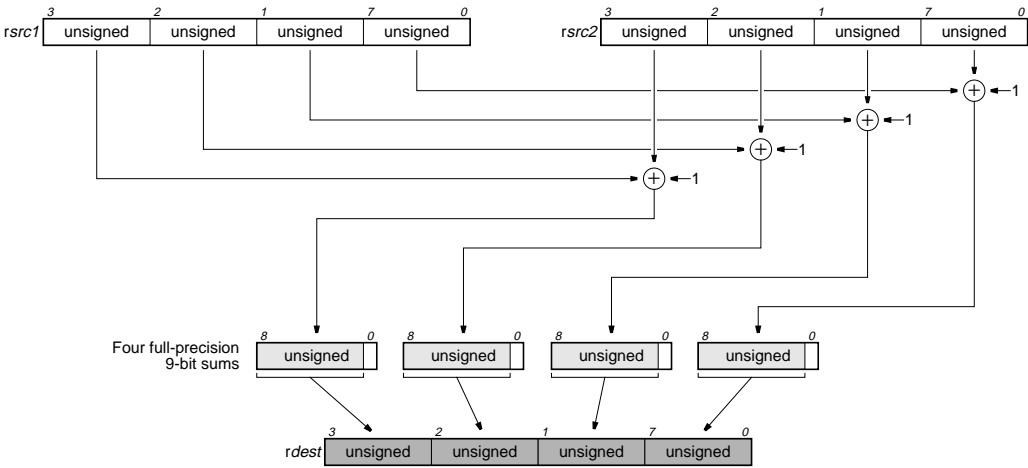 3 2 1 7 0 3 2 1 7 0
rsrc1 unsigned unsigned unsigned unsigned rsrc2 unsigned unsigned unsigned unsigned
+ 1
+ 1
+ 1
+ 1
8 0 8 0 8 0 8 0
Four full-precision
9-bit sums
unsigned unsigned unsigned unsigned
3 2 1 7 0
rdest unsigned unsigned unsigned unsigned